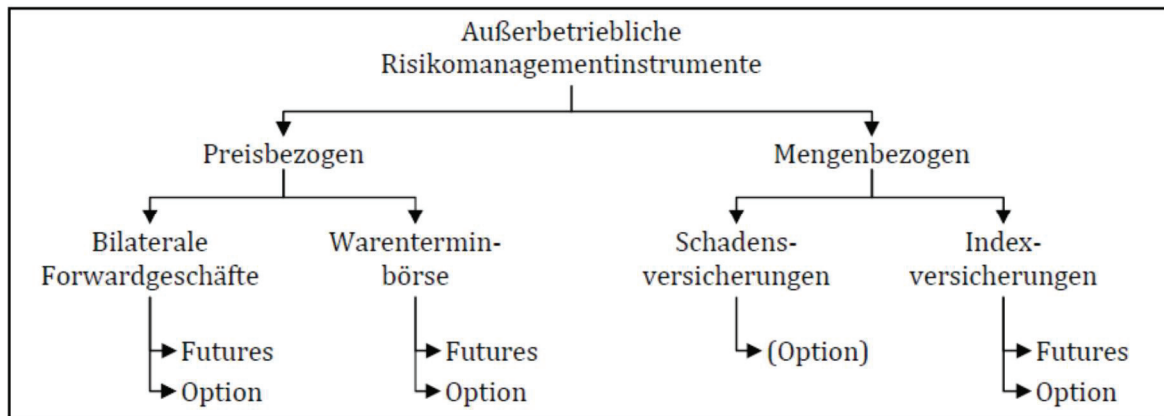 Außerbetriebliche
Risikomanagementinstrumente
Preisbezogen
Mengenbezogen
Bilaterale
Forwardgeschäfte
Warentermin-
börse
Schadens-
versicherungen
Index-
versicherungen
Futures
Option
Futures
Option
(Option)
Futures
Option